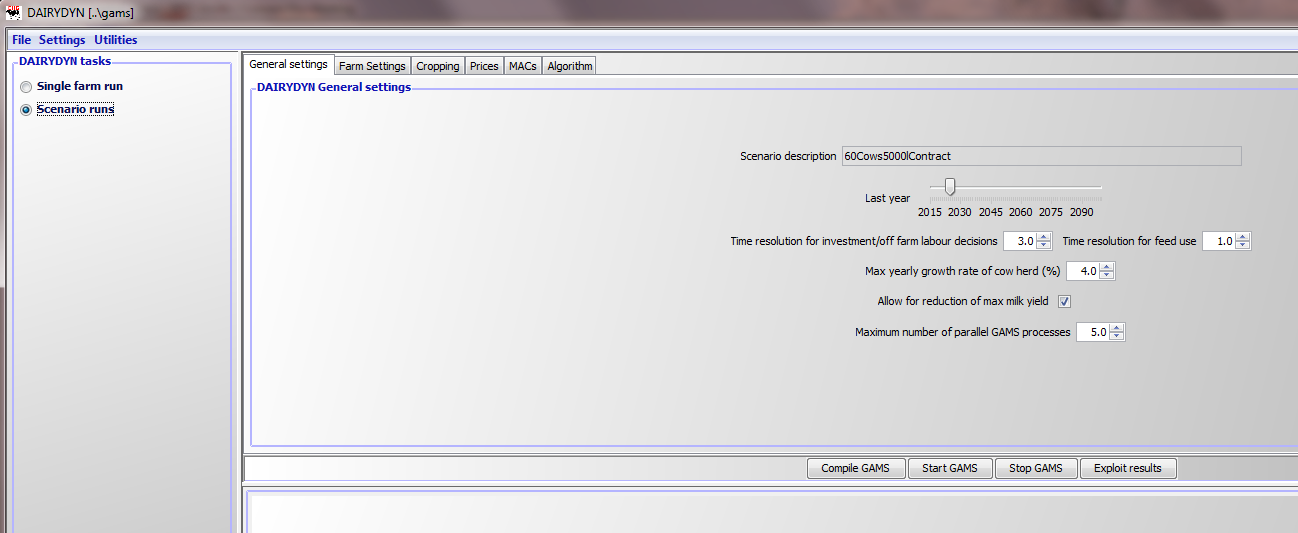 DAIRYDYN [..\gams]
File Settings Utilities
DAIRYDYN tasks
Single farm run
Scenario runs
General settings Farm Settings Cropping Prices MACs Algorithm
DAIRYDYN General settings
Scenario description 60Cows5000lContract
Last year
2015 2030 2045 2060 2075 2090
Time resolution for investment/off farm labour decisions 3.0 Time resolution for feed use 1.0
Max yearly growth rate of cow herd (%) 4.0
Allow for reduction of max milk yield
Maximum number of parallel GAMS processes 5.0
Compile GAMS Start GAMS Stop GAMS Exploit results